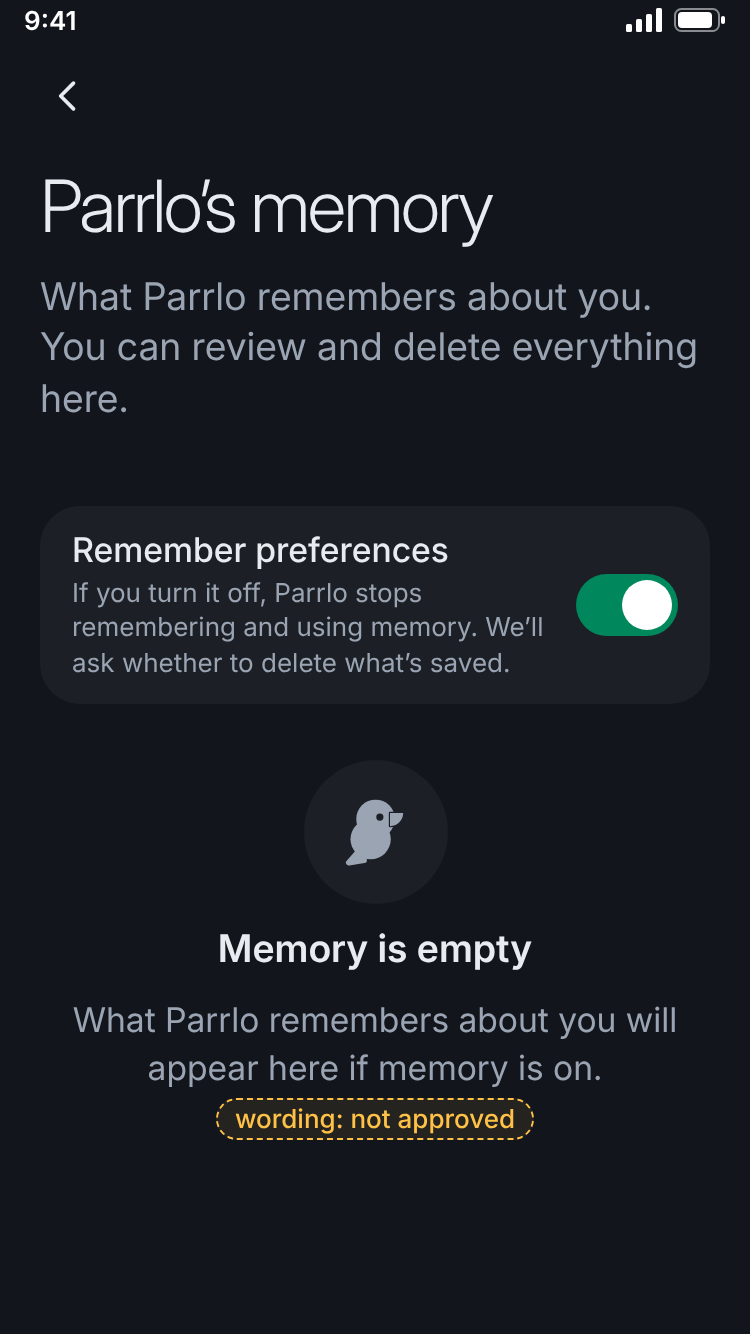 9:41
Parrlo’s memory
What Parrlo remembers about you.
You can review and delete everything
here.
Remember preferences
If you turn it off, Parrlo stops
remembering and using memory. We’ll
ask whether to delete what’s saved.
Memory is empty
What Parrlo remembers about you will
appear here if memory is on.
wording: not approved